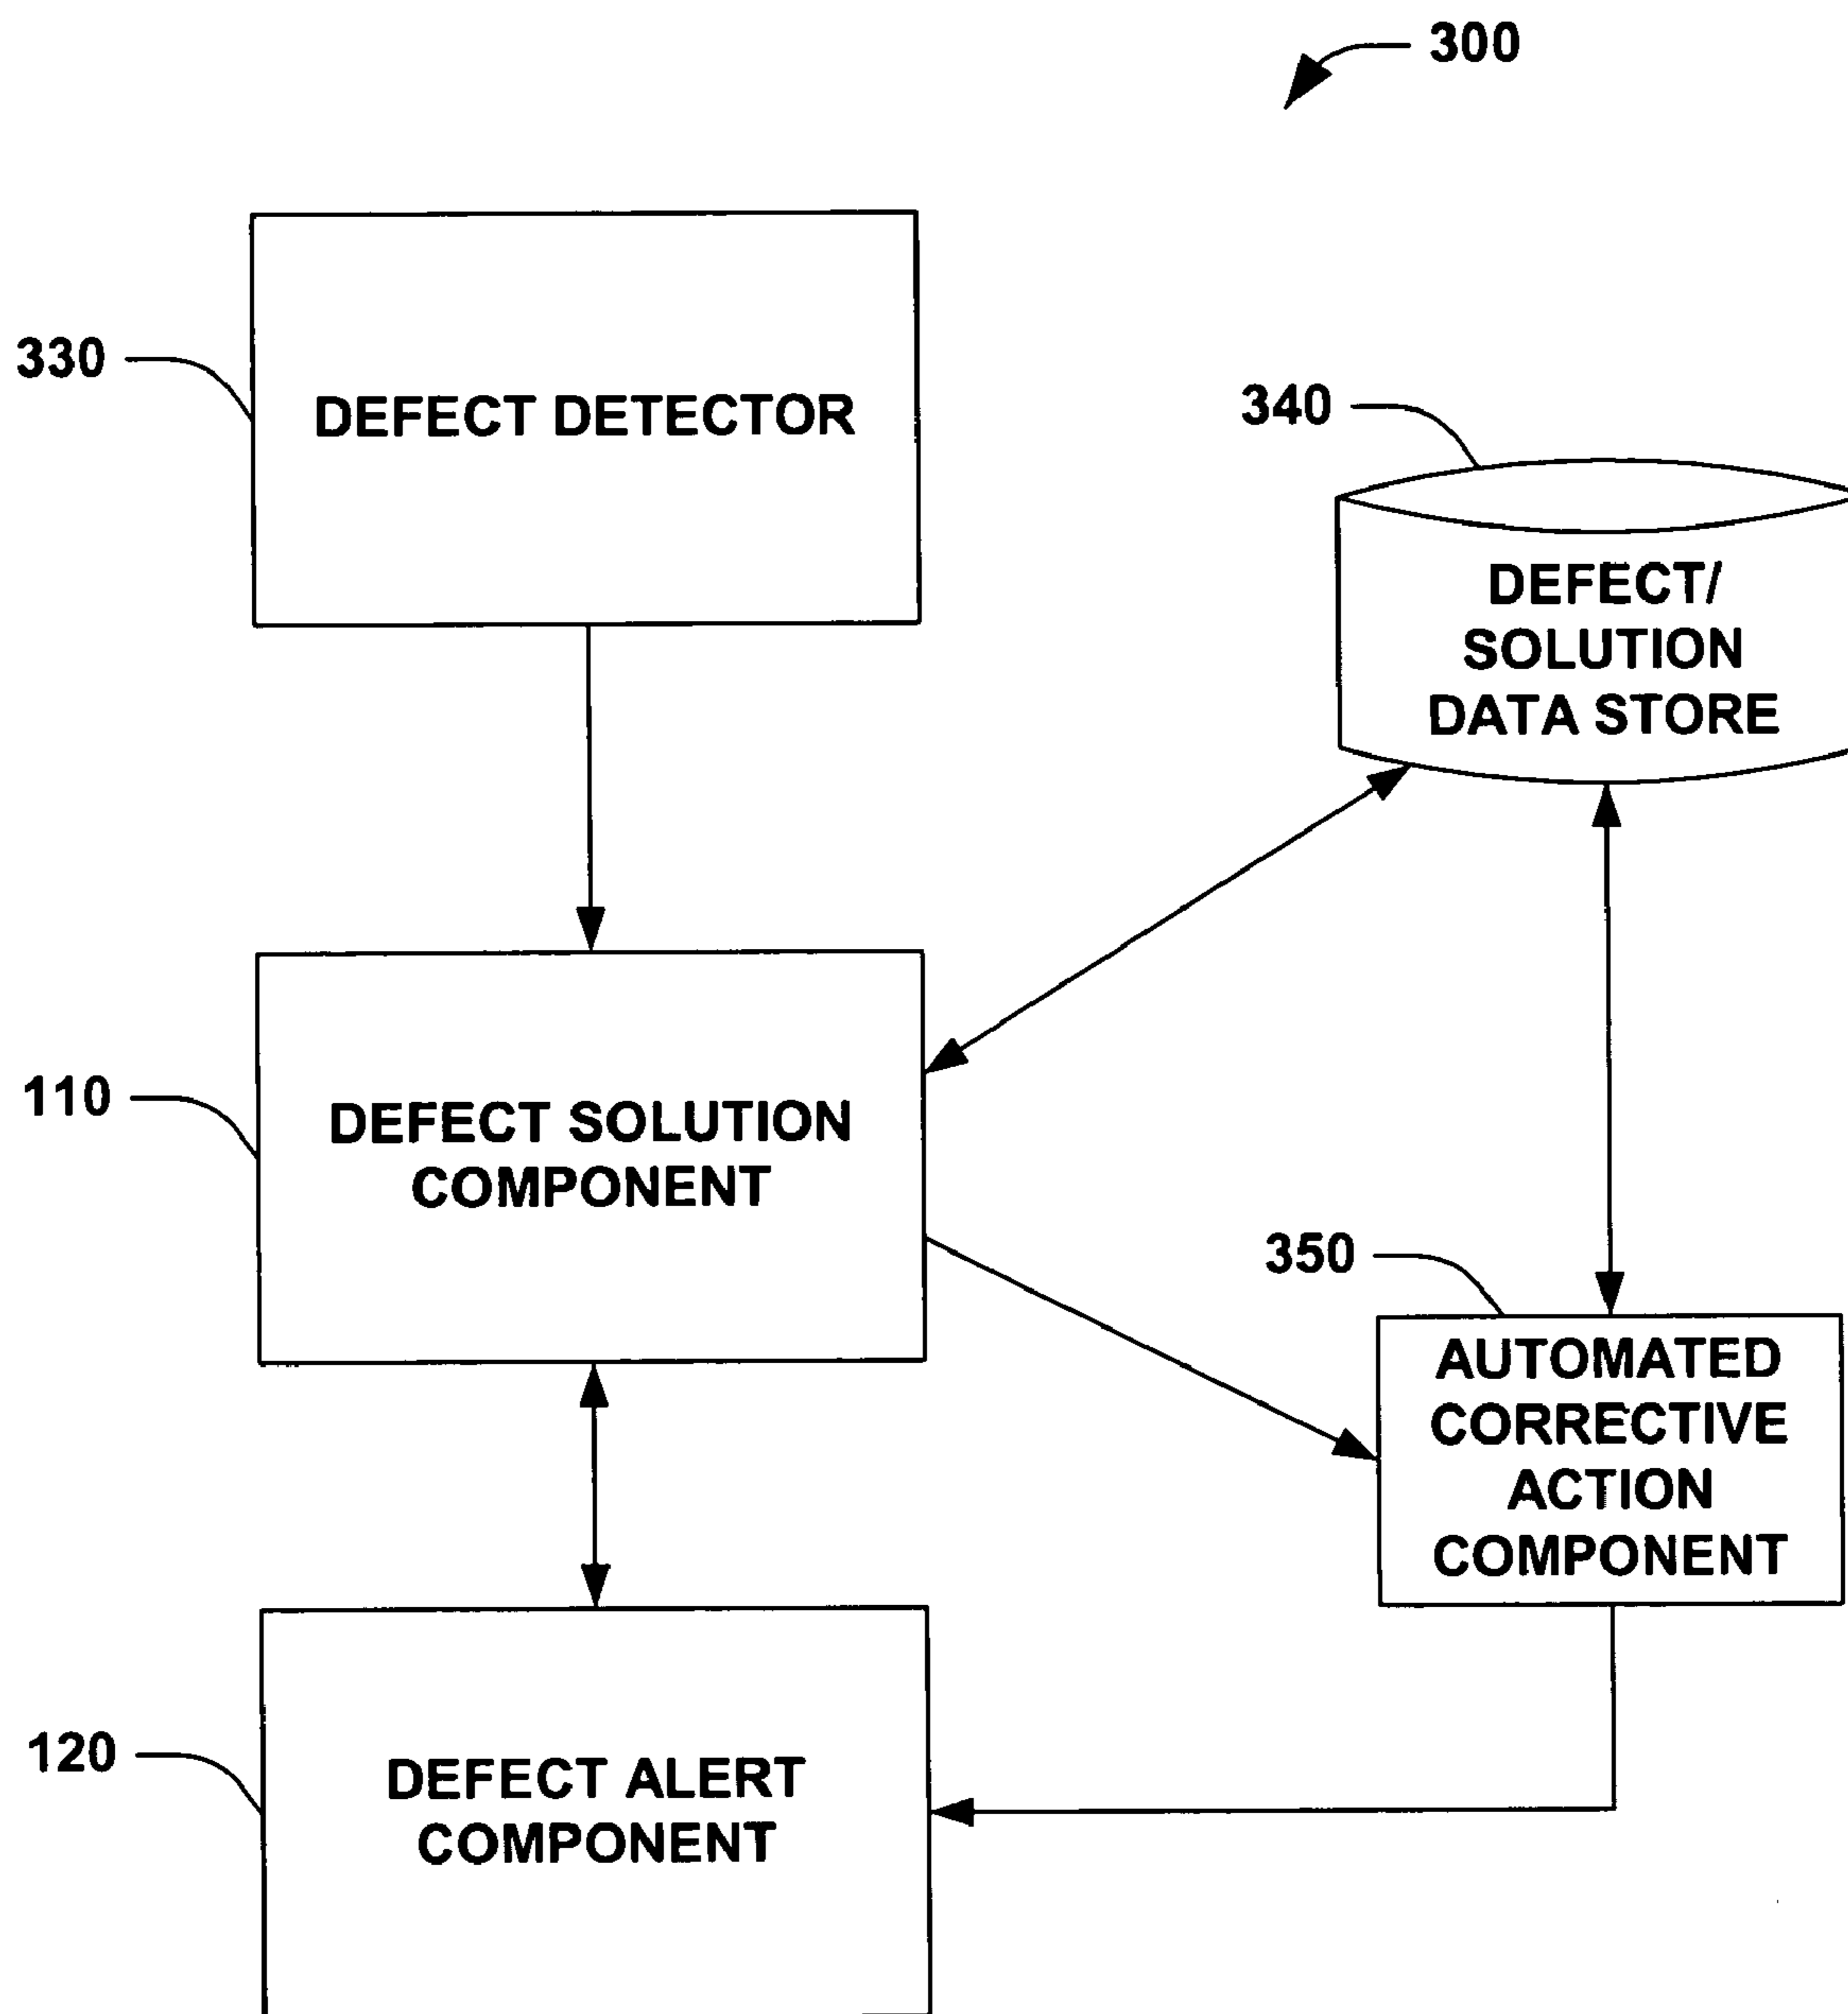 300
330
DEFECT DETECTOR
340
DEFECT/
SOLUTION
DATA STORE
110
DEFECT SOLUTION
COMPONENT
350
AUTOMATED
CORRECTIVE
ACTION
COMPONENT
120
DEFECT ALERT
COMPONENT